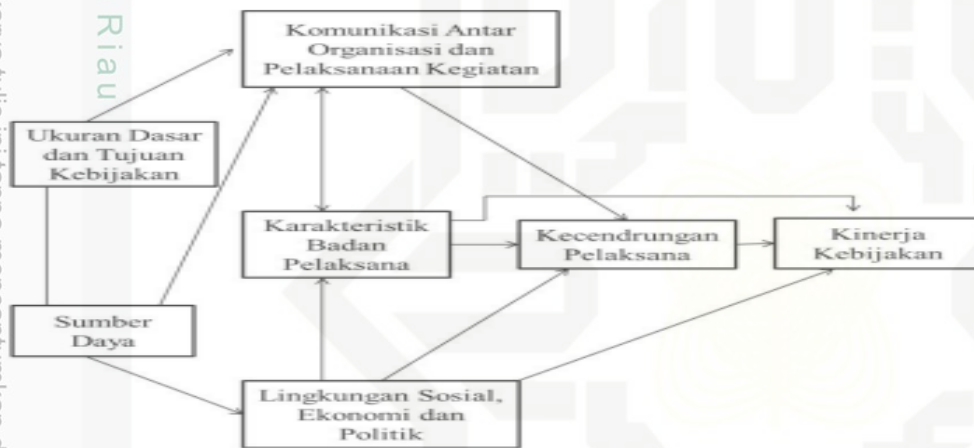 Riau
Komunikasi Antar
Organisasi dan
Pelaksanaan Kegiatan
Ukuran Dasar
dan Tujuan
Kebijakan
Karakteristik
Badan
Pelaksana
Kecendrungan
Pelaksana
Kinerja
Kebijakan
Sumber
Daya
Lingkungan Sosial,
Ekonomi dan
Politik